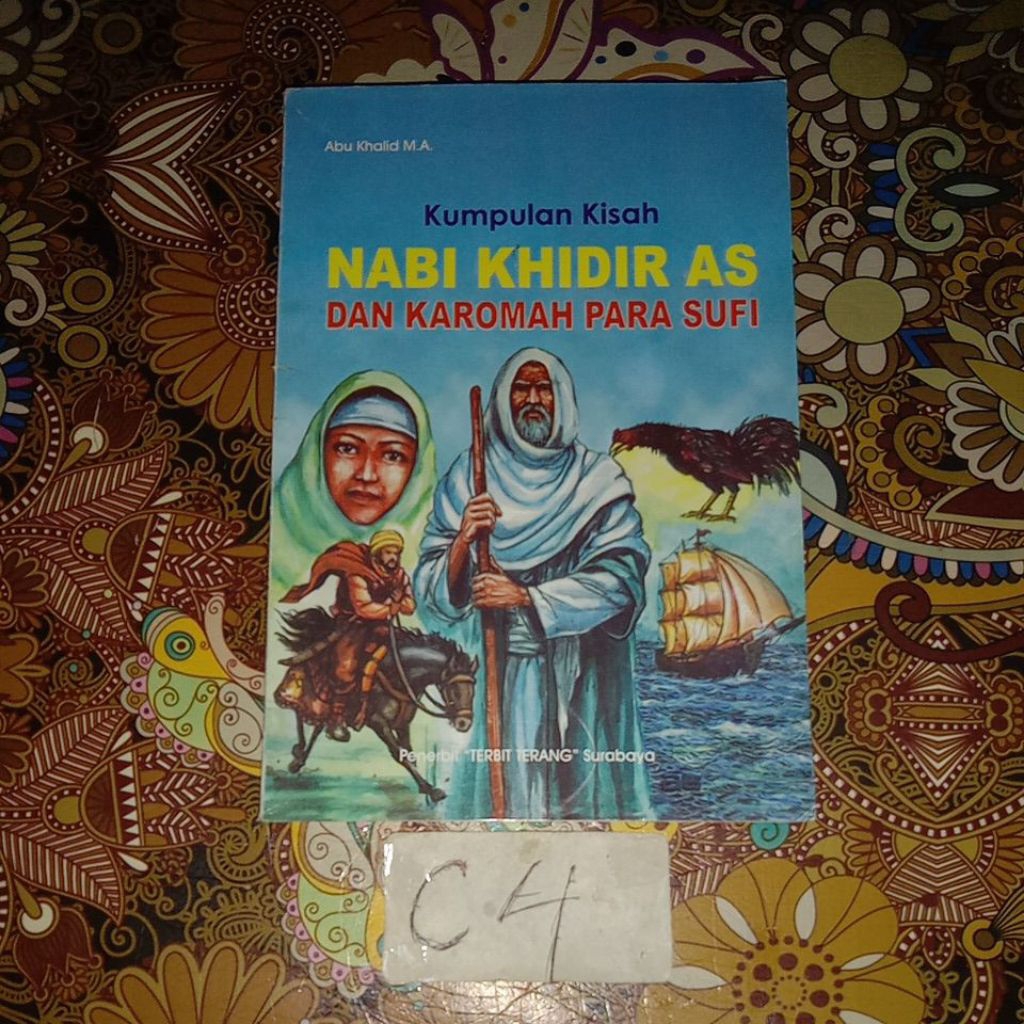 Abu Khalid M.A.
Kumpulan Kisah
NABI KHIDIR AS
DAN KAROMAH PARA SUFI
Penerbit "TERBIT TERANG" Surabaya
C4